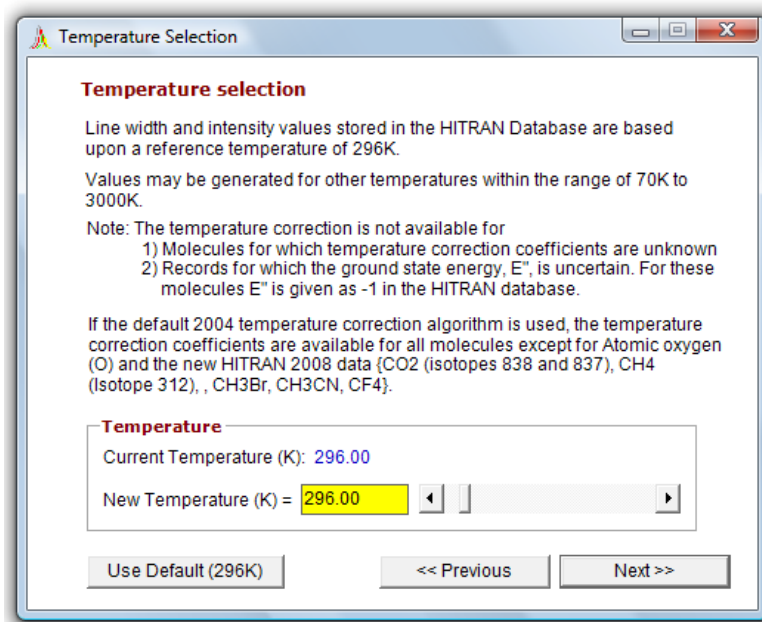 Temperature Selection
Temperature selection
Line width and intensity values stored in the HITRAN Database are based
upon a reference temperature of 296K.
Values may be generated for other temperatures within the range of 70K to
3000K.
Note: The temperature correction is not available for
1) Molecules for which temperature correction coefficients are unknown
2) Records for which the ground state energy, E", is uncertain. For these
molecules E" is given as -1 in the HITRAN database.
If the default 2004 temperature correction algorithm is used, the temperature
correction coefficients are available for all molecules except for Atomic oxygen
(O) and the new HITRAN 2008 data {CO2 (isotopes 838 and 837), CH4
(Isotope 312), , CH3Br, CH3CN, CF4}.
Temperature
Current Temperature (K): 296.00
New Temperature (K) = 296.00
Use Default (296K) << Previous Next >>